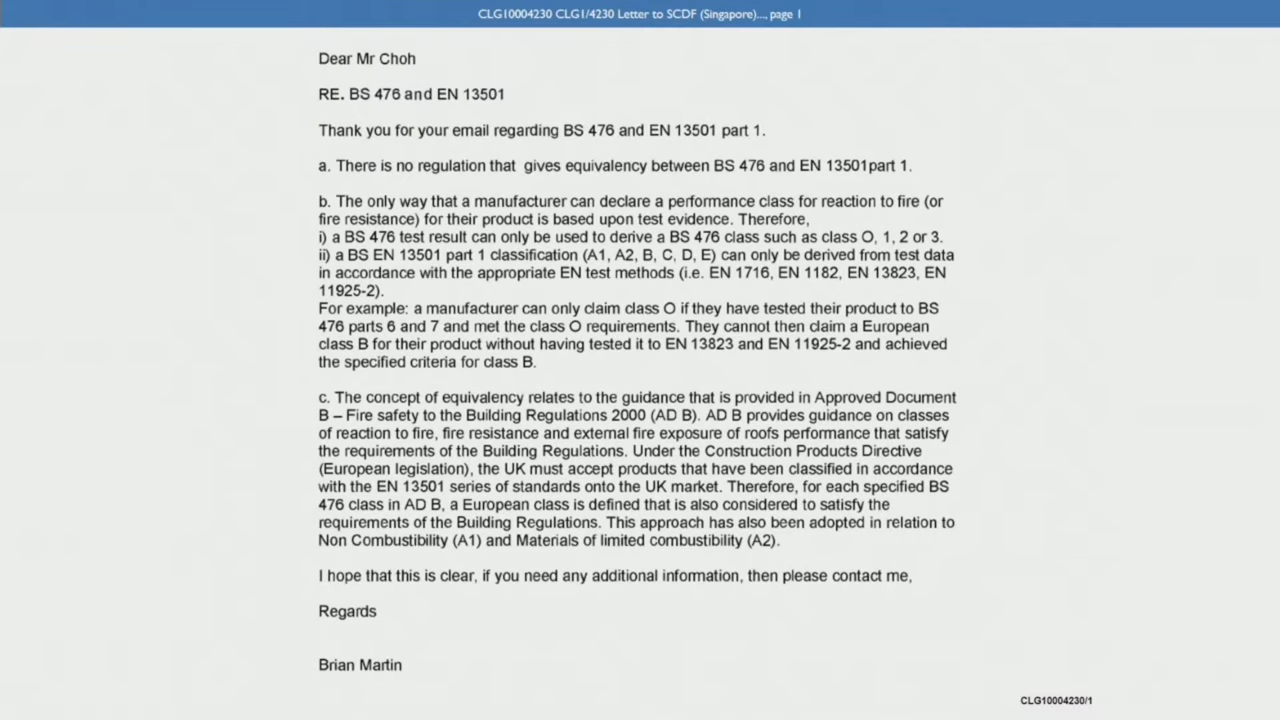 CLG10004230 CLG1/4230 Letter to SCDF (Singapore)..., page 1
Dear Mr Choh
RE. BS 476 and EN 13501
Thank you for your email regarding BS 476 and EN 13501 part 1.
a. There is no regulation that  gives equivalency between BS 476 and EN 13501part 1.
b. The only way that a manufacturer can declare a performance class for reaction to fire (or
fire resistance) for their product is based upon test evidence. Therefore,
i) a BS 476 test result can only be used to derive a BS 476 class such as class O, 1, 2 or 3.
ii) a BS EN 13501 part 1 classification (A1, A2, B, C, D, E) can only be derived from test data
in accordance with the appropriate EN test methods (i.e. EN 1716, EN 1182, EN 13823, EN
11925-2).
For example: a manufacturer can only claim class O if they have tested their product to BS
476 parts 6 and 7 and met the class O requirements. They cannot then claim a European
class B for their product without having tested it to EN 13823 and EN 11925-2 and achieved
the specified criteria for class B.
c. The concept of equivalency relates to the guidance that is provided in Approved Document
B – Fire safety to the Building Regulations 2000 (AD B). AD B provides guidance on classes
of reaction to fire, fire resistance and external fire exposure of roofs performance that satisfy
the requirements of the Building Regulations. Under the Construction Products Directive
(European legislation), the UK must accept products that have been classified in accordance
with the EN 13501 series of standards onto the UK market. Therefore, for each specified BS
476 class in AD B, a European class is defined that is also considered to satisfy the
requirements of the Building Regulations. This approach has also been adopted in relation to
Non Combustibility (A1) and Materials of limited combustibility (A2).
I hope that this is clear, if you need any additional information, then please contact me,
Regards
Brian Martin
CLG10004230/1